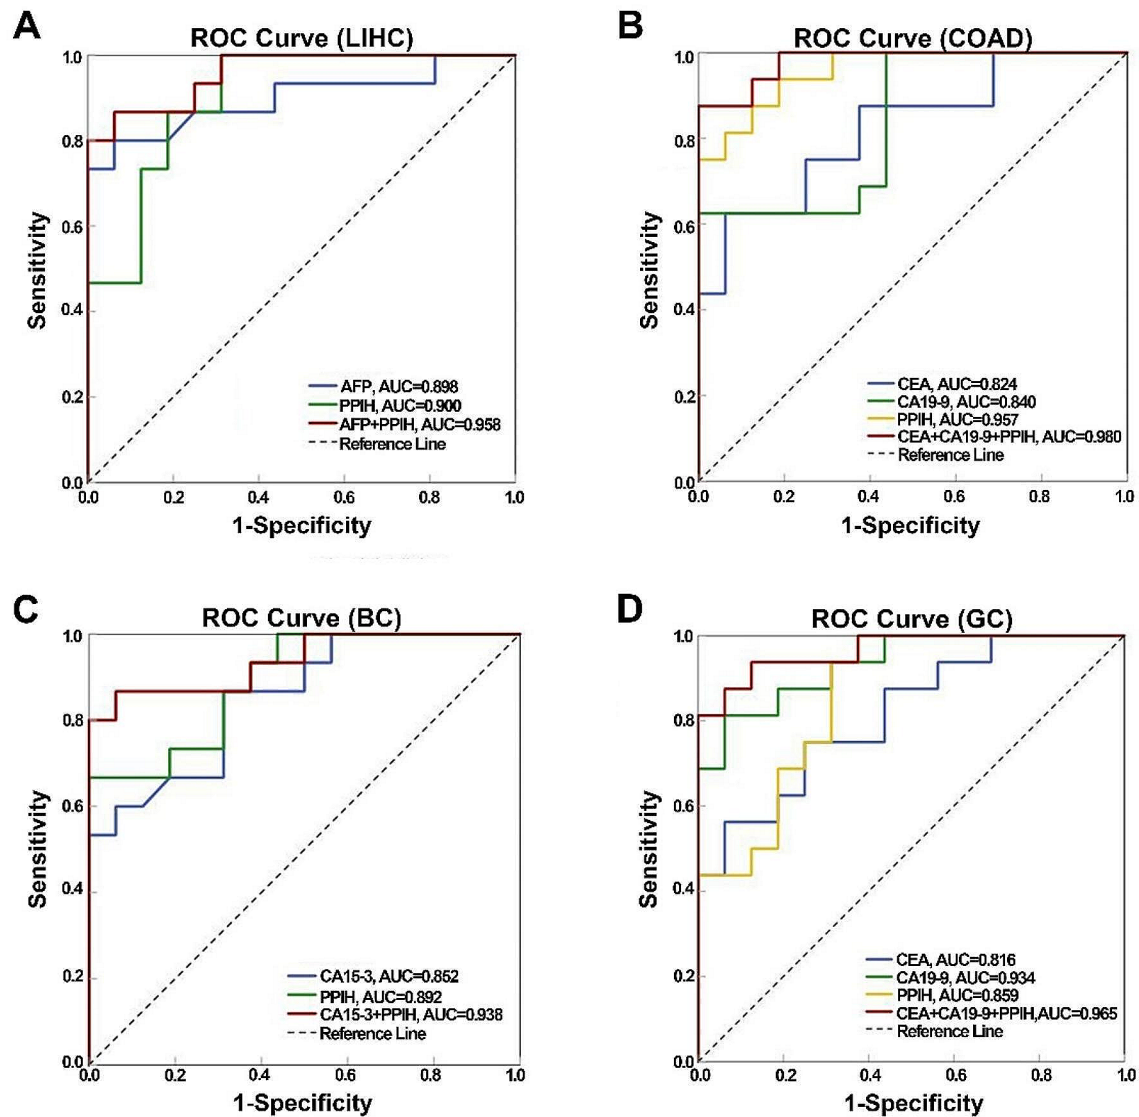 A
ROC Curve (LIHC)
1.0
0.8
0.6
0.4
0.2
0.0
Sensitivity
AFP, AUC=0.898
PPIH, AUC=0.900
AFP+PPIH, AUC=0.958
Reference Line
0.0 0.2 0.4 0.6 0.8 1.0
1-Specificity
B
ROC Curve (COAD)
1.0
0.8
0.6
0.4
0.2
0.0
Sensitivity
CEA, AUC=0.824
CA19-9, AUC=0.840
PPIH, AUC=0.957
CEA+CA19-9+PPIH, AUC=0.980
Reference Line
0.0 0.2 0.4 0.6 0.8 1.0
1-Specificity
C
ROC Curve (BC)
1.0
0.8
0.6
0.4
0.2
0.0
Sensitivity
CA15-3, AUC=0.852
PPIH, AUC=0.892
CA15-3+PPIH, AUC=0.938
Reference Line
0.0 0.2 0.4 0.6 0.8 1.0
1-Specificity
D
ROC Curve (GC)
1.0
0.8
0.6
0.4
0.2
0.0
Sensitivity
CEA, AUC=0.816
CA19-9, AUC=0.934
PPIH, AUC=0.859
CEA+CA19-9+PPIH,AUC=0.965
Reference Line
0.0 0.2 0.4 0.6 0.8 1.0
1-Specificity